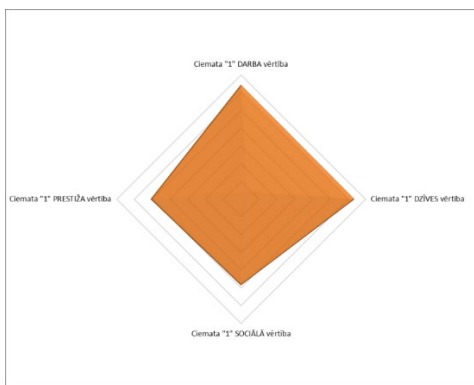 Ciemata "1" DARBA vērtība
Ciemata "1" PRESTIŽA vērtība
Ciemata "1" DZĪVES vērtība
Ciemata "1" SOCIĀLĀ vērtība